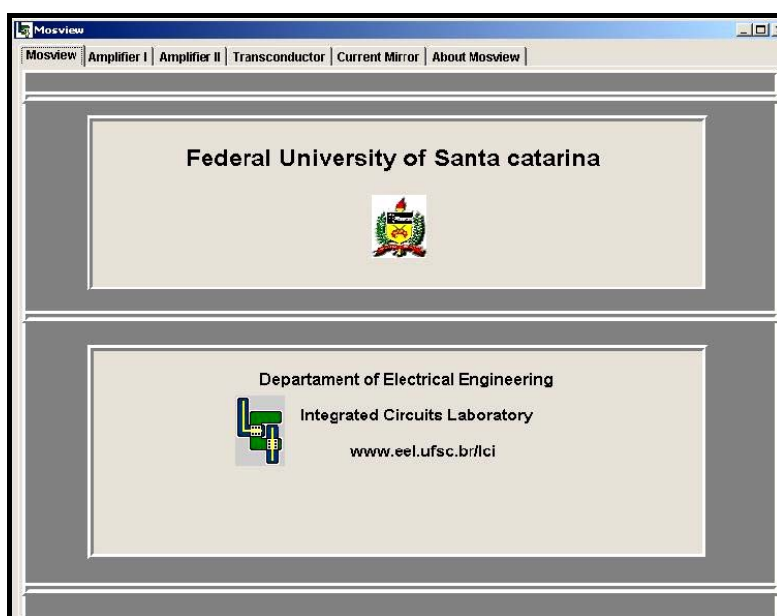 Mosview
Mosview Amplifier I Amplifier II Transconductor Current Mirror About Mosview
Federal University of Santa catarina
Departament of Electrical Engineering
Integrated Circuits Laboratory
www.eel.ufsc.br/lci